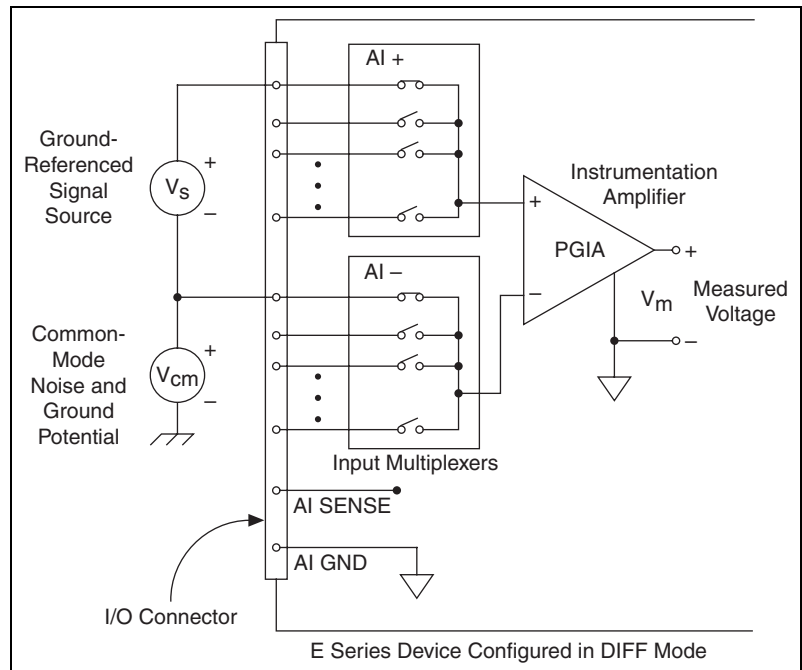 AI +
Ground-
Referenced
Signal
Source
+
Vs
–
Instrumentation
Amplifier
+
PGIA
–
+
Vm
Measured
Voltage
–
AI –
Common-
Mode
Noise and
Ground
Potential
+
Vcm
–
Input Multiplexers
AI SENSE
AI GND
I/O Connector
E Series Device Configured in DIFF Mode